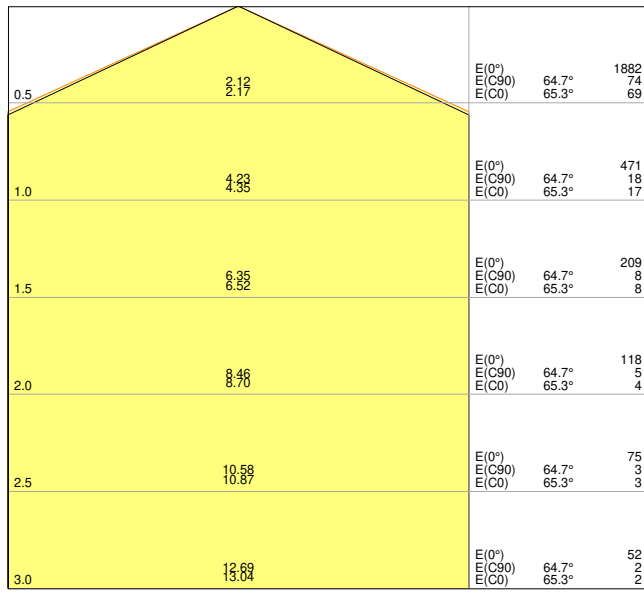 E(0°) 1882
2.12 E(C90) 64.7° 74
0.5 2.17 E(C0) 65.3° 69
E(0°) 471
4.23 E(C90) 64.7° 18
1.0 4.35 E(C0) 65.3° 17
E(0°) 209
6.35 E(C90) 64.7° 8
1.5 6.52 E(C0) 65.3° 8
E(0°) 118
8.46 E(C90) 64.7° 5
2.0 8.70 E(C0) 65.3° 4
E(0°) 75
10.58 E(C90) 64.7° 3
2.5 10.87 E(C0) 65.3° 3
E(0°) 52
12.69 E(C90) 64.7° 2
3.0 13.04 E(C0) 65.3° 2